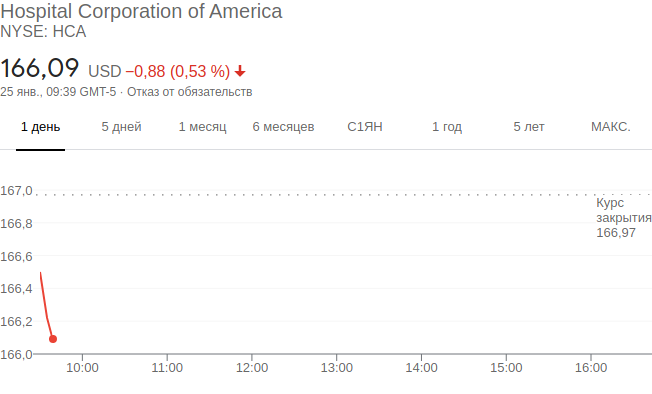 Hospital Corporation of America
NYSE: HCA
166,09 USD −0,88 (0,53 %)
25 янв., 09:39 GMT-5 · Отказ от обязательств
1 день 5 дней 1 месяц 6 месяцев С1ЯН 1 год 5 лет МАКС.
167,0
Курс
закрытия
166,8
166,97
166,6
166,4
166,2
166,0
10:00 11:00 12:00 13:00 14:00 15:00 16:00